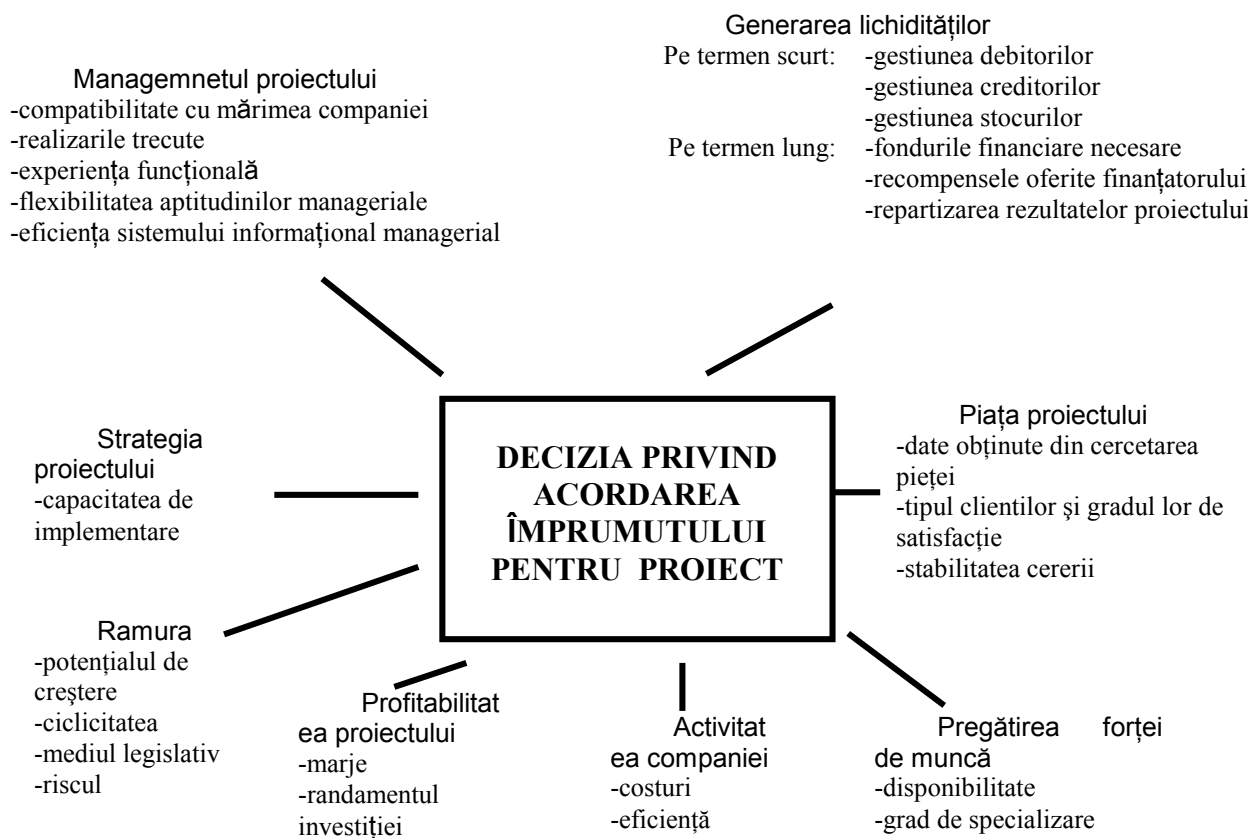 Managemnetul proiectului
-compatibilitate cu mărimea companiei
-realizarile trecute
-experiența funcțională
-flexibilitatea aptitudinilor manageriale
-eficiența sistemului informațional managerial
Generarea lichidităților
Pe termen scurt: -gestiunea debitorilor
-gestiunea creditorilor
-gestiunea stocurilor
Pe termen lung: -fondurile financiare necesare
-recompensele oferite finanțatorului
-repartizarea rezultatelor proiectului
Strategia
proiectului
-capacitatea de
implementare
DECIZIA PRIVIND
ACORDAREA
ÎMPRUMUTULUI
PENTRU PROIECT
Piața proiectului
-date obținute din cercetarea
pieței
-tipul clientilor şi gradul lor de
satisfacție
-stabilitatea cererii
Ramura
-potențialul de
creştere
-ciclicitatea
-mediul legislativ
-riscul
Profitabilitat
ea proiectului
-marje
-randamentul
investiției
Activitat
ea companiei
-costuri
-eficiență
Pregătirea forței
de muncă
-disponibilitate
-grad de specializare